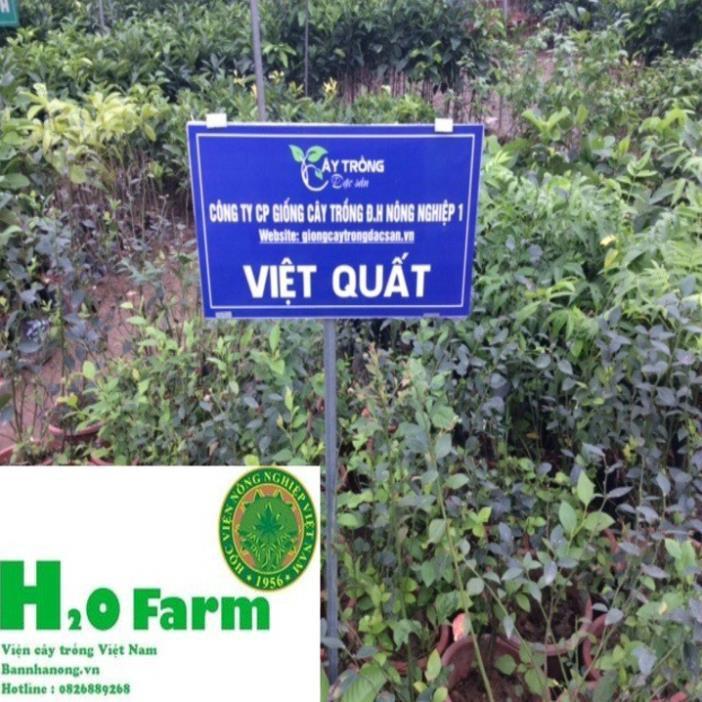 CÂY TRỒNG
Đặc sản
CÔNG TY CP GIỐNG CÂY TRỒNG Đ.H NÔNG NGHIỆP 1
Website: giongcaytrongdacsan.vn
VIỆT QUẤT
HỌC VIỆN NÔNG NGHIỆP VIỆT NAM
1956
H2O Farm
Viện cây trồng Việt Nam
Bannhanong.vn
Hotline : 0826889268